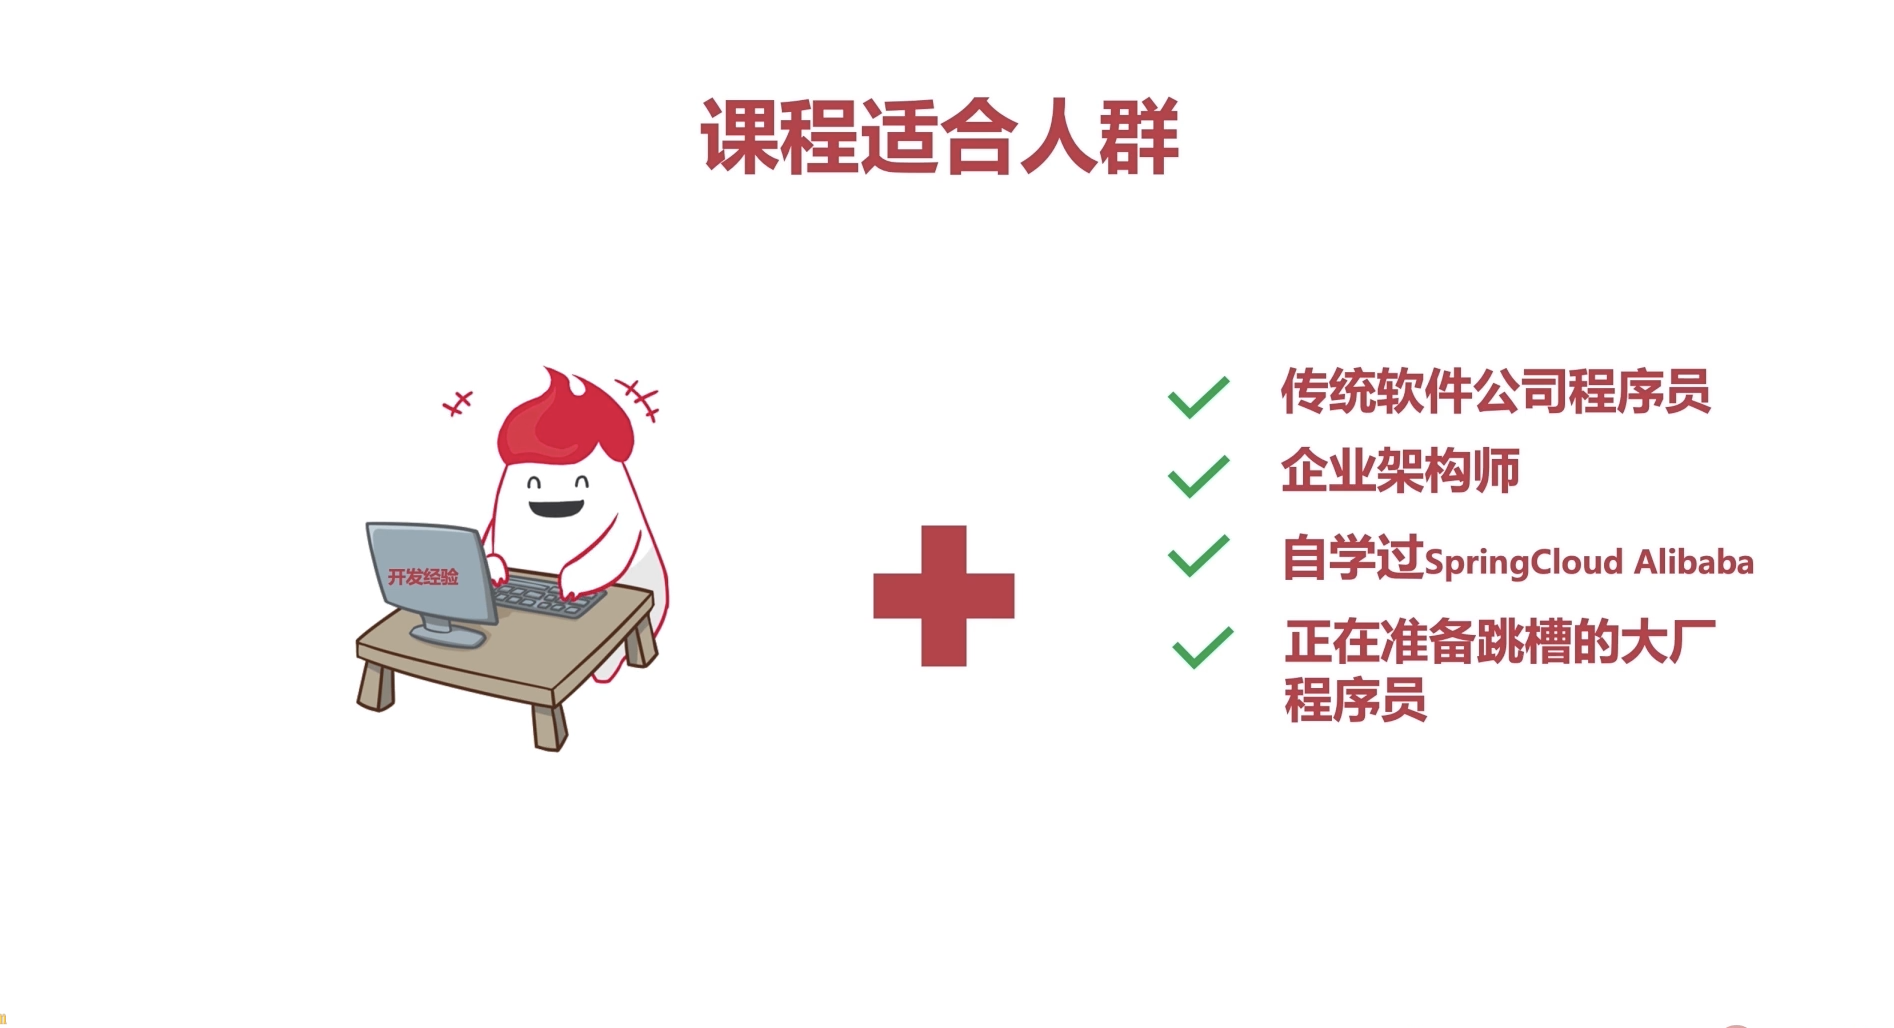 课程适合人群
开发经验
传统软件公司程序员
企业架构师
自学过SpringCloud Alibaba
正在准备跳槽的大厂
程序员